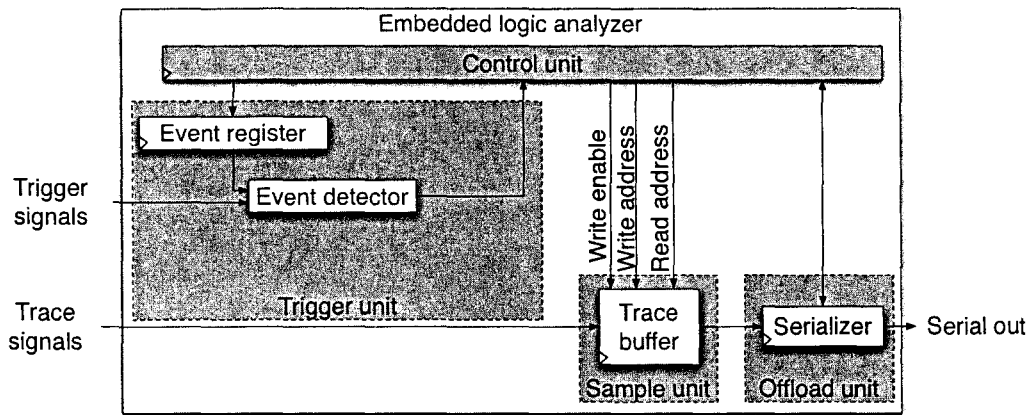 Embedded logic analyzer
Control unit
Event register
Event detector
Trigger
signals
Write enable
Write address
Read address
Trigger unit
Trace
signals
Trace
buffer
Serializer
Serial out
Sample unit
Offload unit